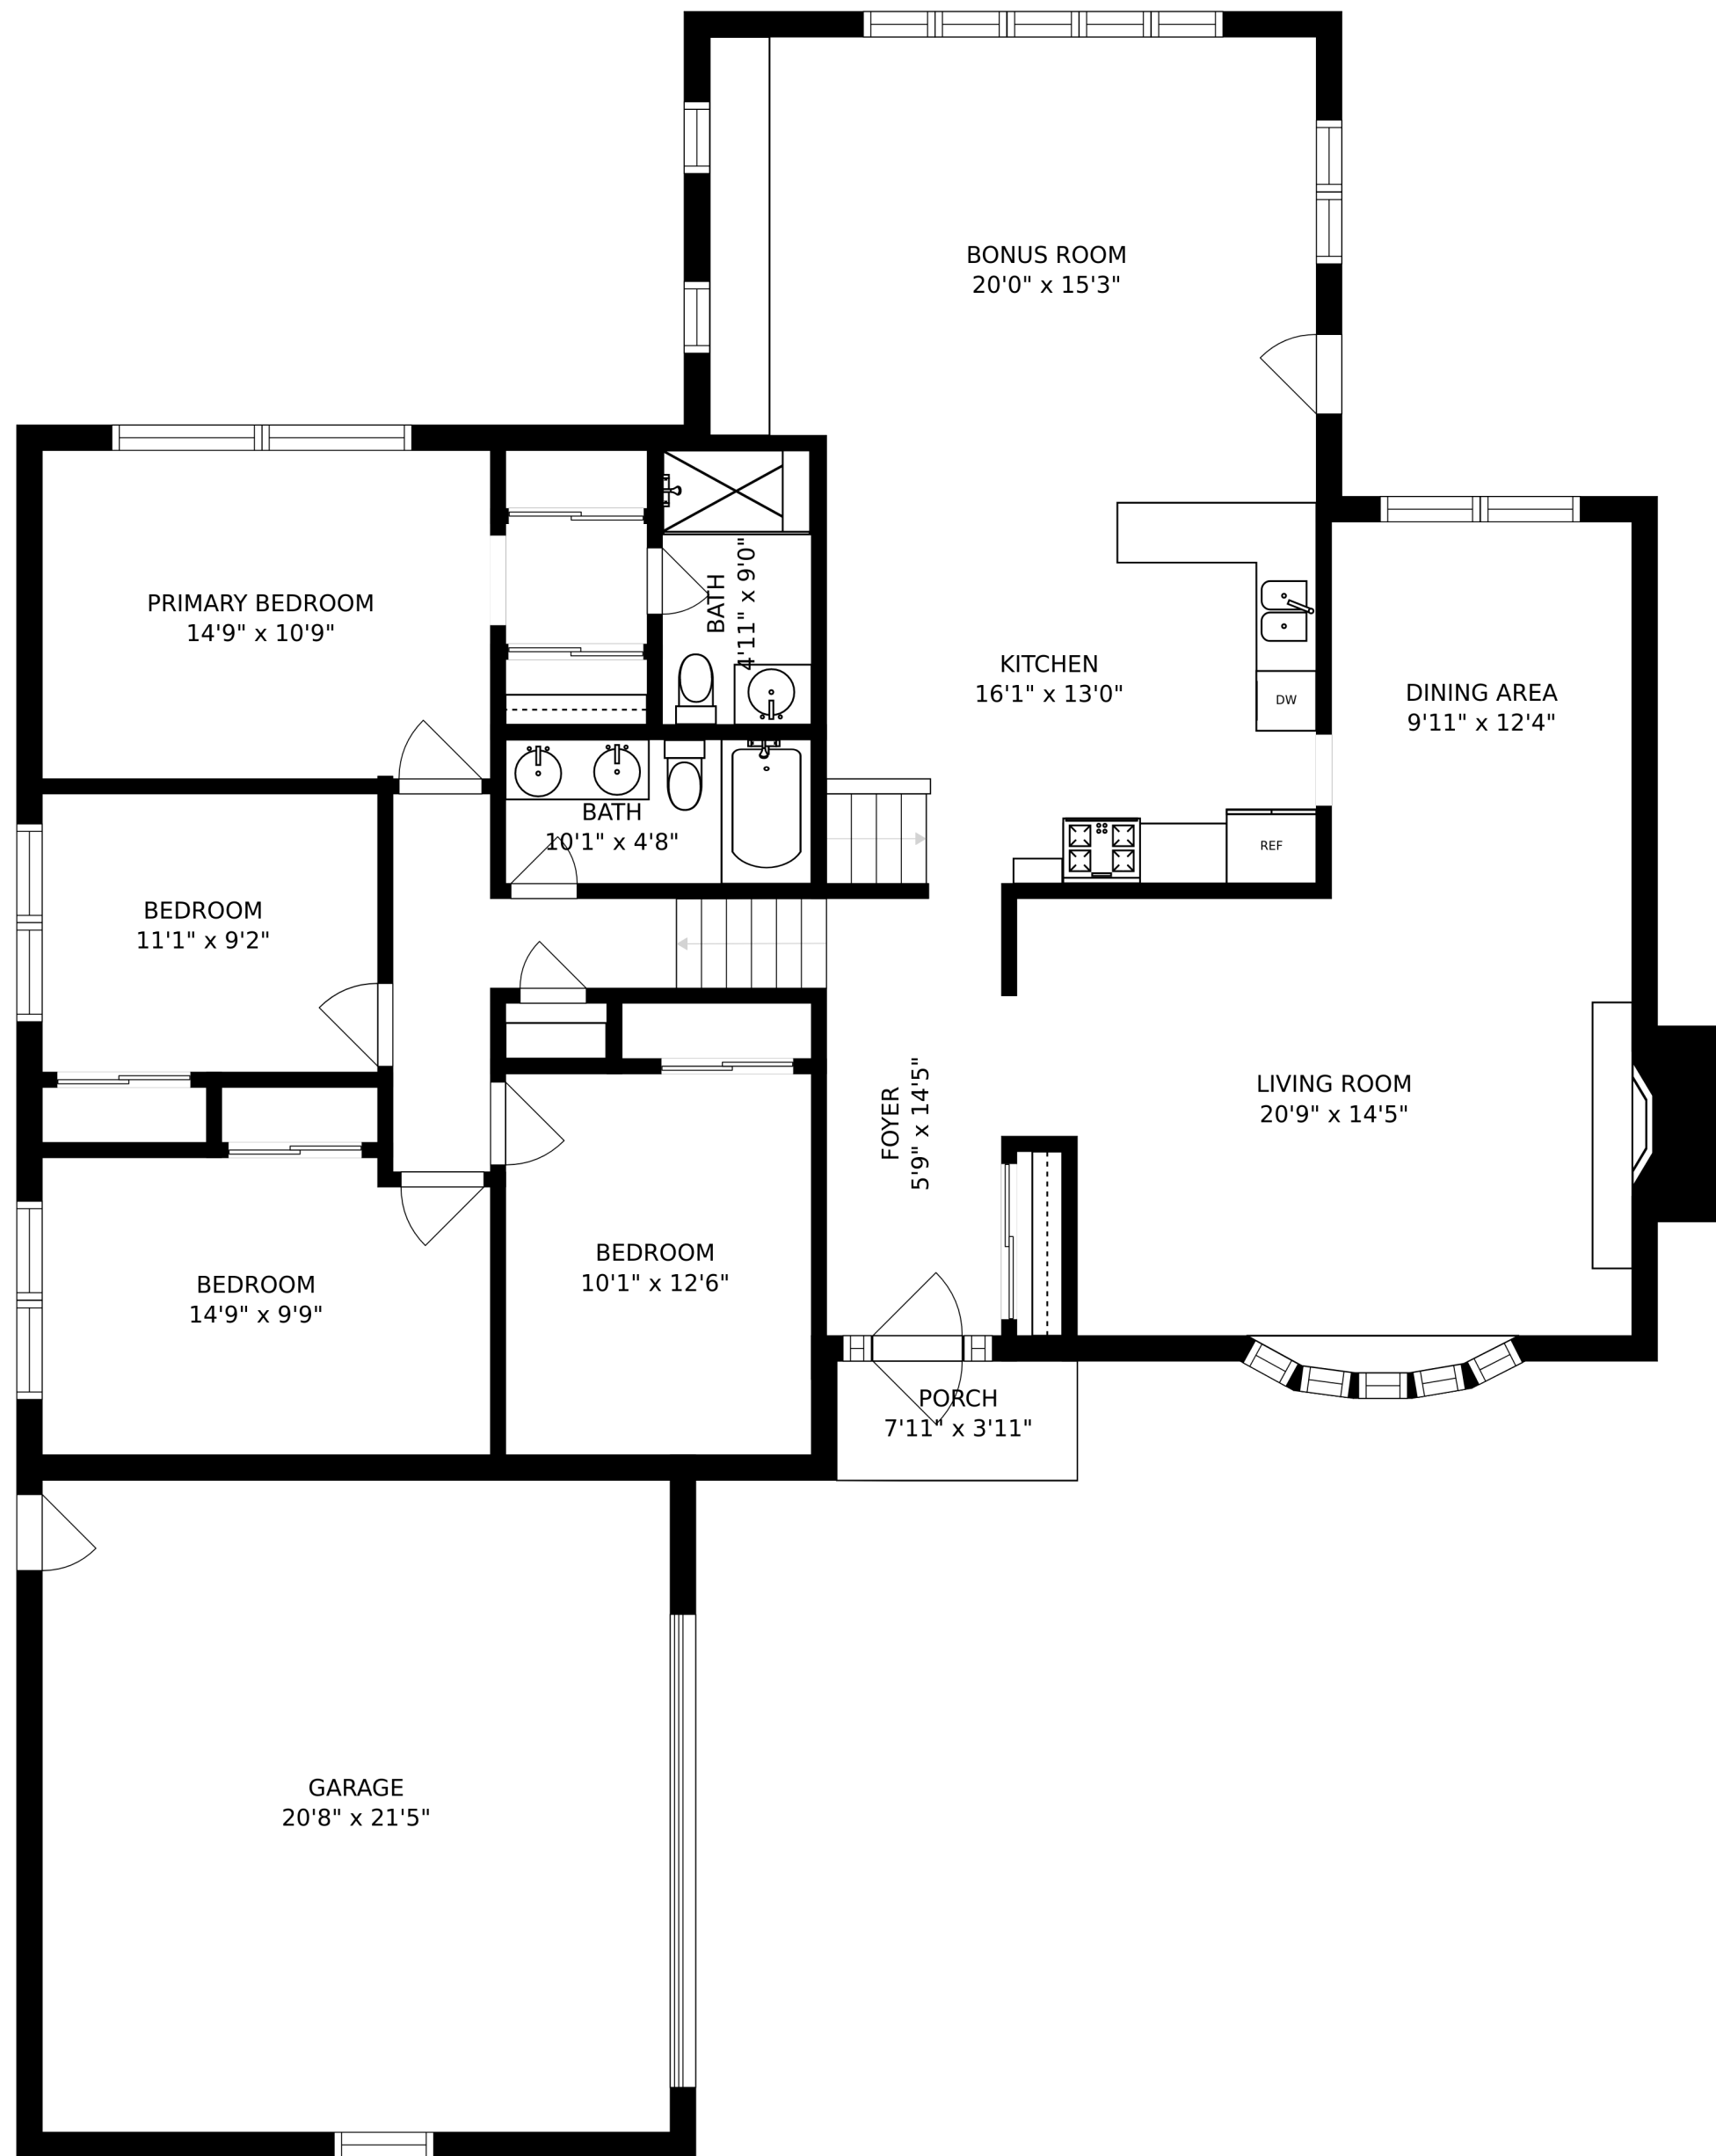 BONUS ROOM
20'0" x 15'3"
PRIMARY BEDROOM
14'9" x 10'9"
BATH
4'11" x 9'0"
KITCHEN
16'1" x 13'0"
DW
DINING AREA
9'11" x 12'4"
BATH
10'1" x 4'8"
REF
BEDROOM
11'1" x 9'2"
FOYER
5'9" x 14'5"
LIVING ROOM
20'9" x 14'5"
BEDROOM
10'1" x 12'6"
BEDROOM
14'9" x 9'9"
PORCH
7'11" x 3'11"
GARAGE
20'8" x 21'5"